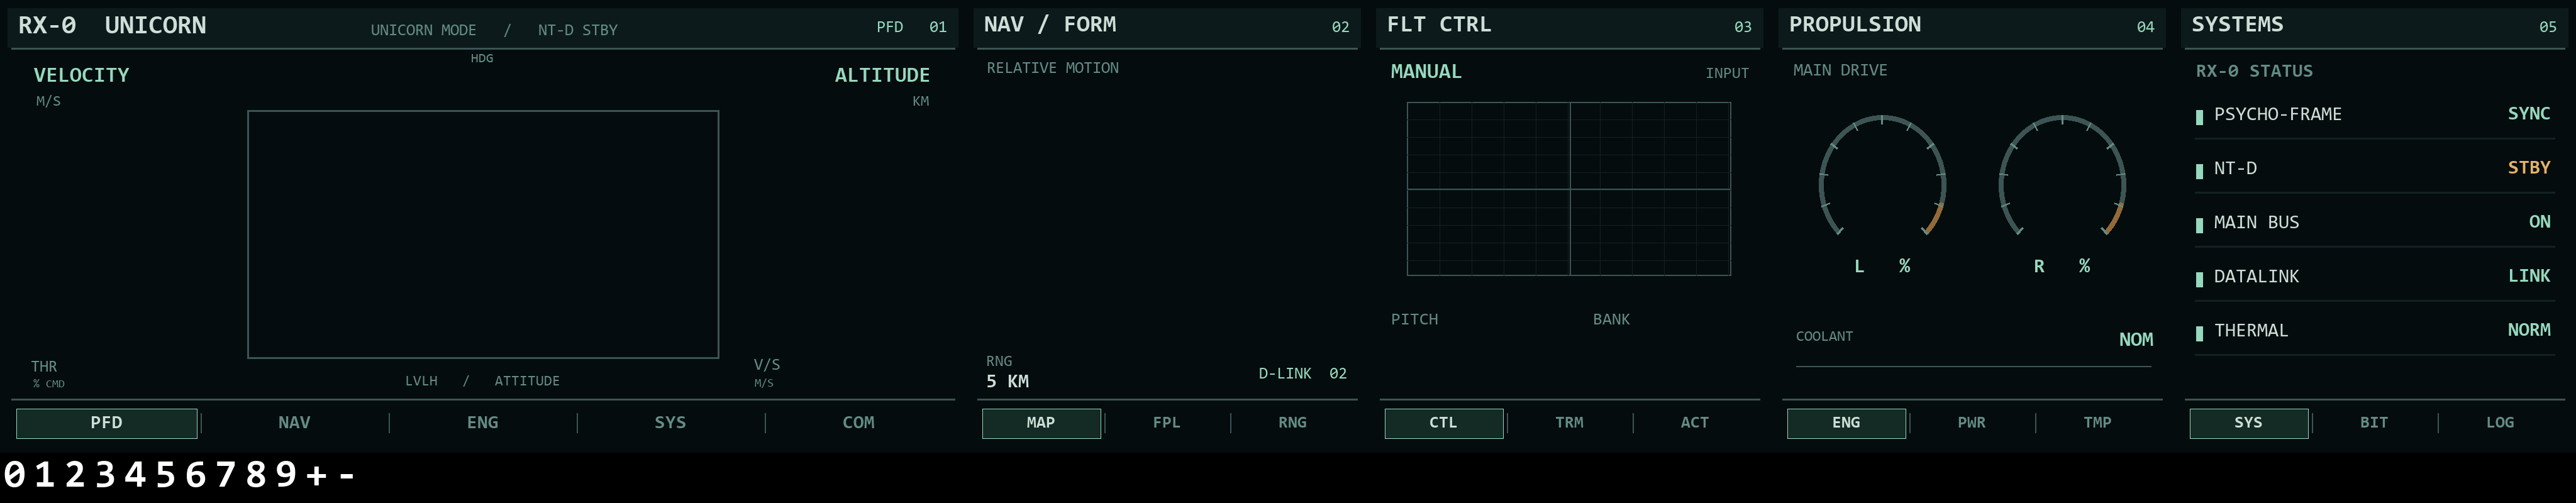 RX-0 UNICORN UNICORN MODE / NT-D STBY PFD 01
HDG
VELOCITY ALTITUDE
M/S KM
THR V/S
% CMD LVLH / ATTITUDE M/S
PFD NAV ENG SYS COM
NAV / FORM 02
RELATIVE MOTION
RNG
5 KM D-LINK 02
MAP FPL RNG
FLT CTRL 03
MANUAL INPUT
PITCH BANK
CTL TRM ACT
PROPULSION 04
MAIN DRIVE
L % R %
COOLANT NOM
ENG PWR TMP
SYSTEMS 05
RX-0 STATUS
PSYCHO-FRAME SYNC
NT-D STBY
MAIN BUS ON
DATALINK LINK
THERMAL NORM
SYS BIT LOG
0123456789+-